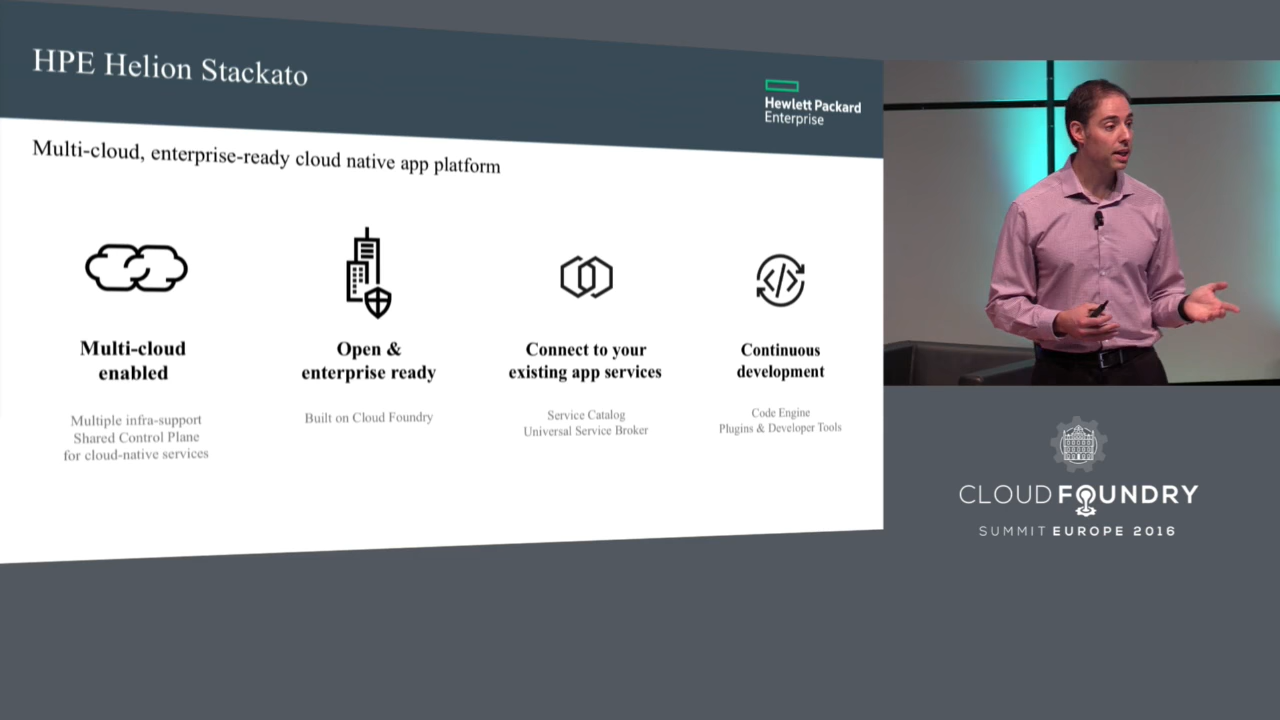 HPE Helion Stackato
Hewlett Packard
Enterprise
Multi-cloud, enterprise-ready cloud native app platform
Multi-cloud
enabled
Multiple infra-support
Shared Control Plane
for cloud-native services
Open &
enterprise ready
Built on Cloud Foundry
Connect to your
existing app services
Service Catalog
Universal Service Broker
Continuous
development
Code Engine
Plugins & Developer Tools
CLOUD FOUNDRY
SUMMIT EUROPE 2016